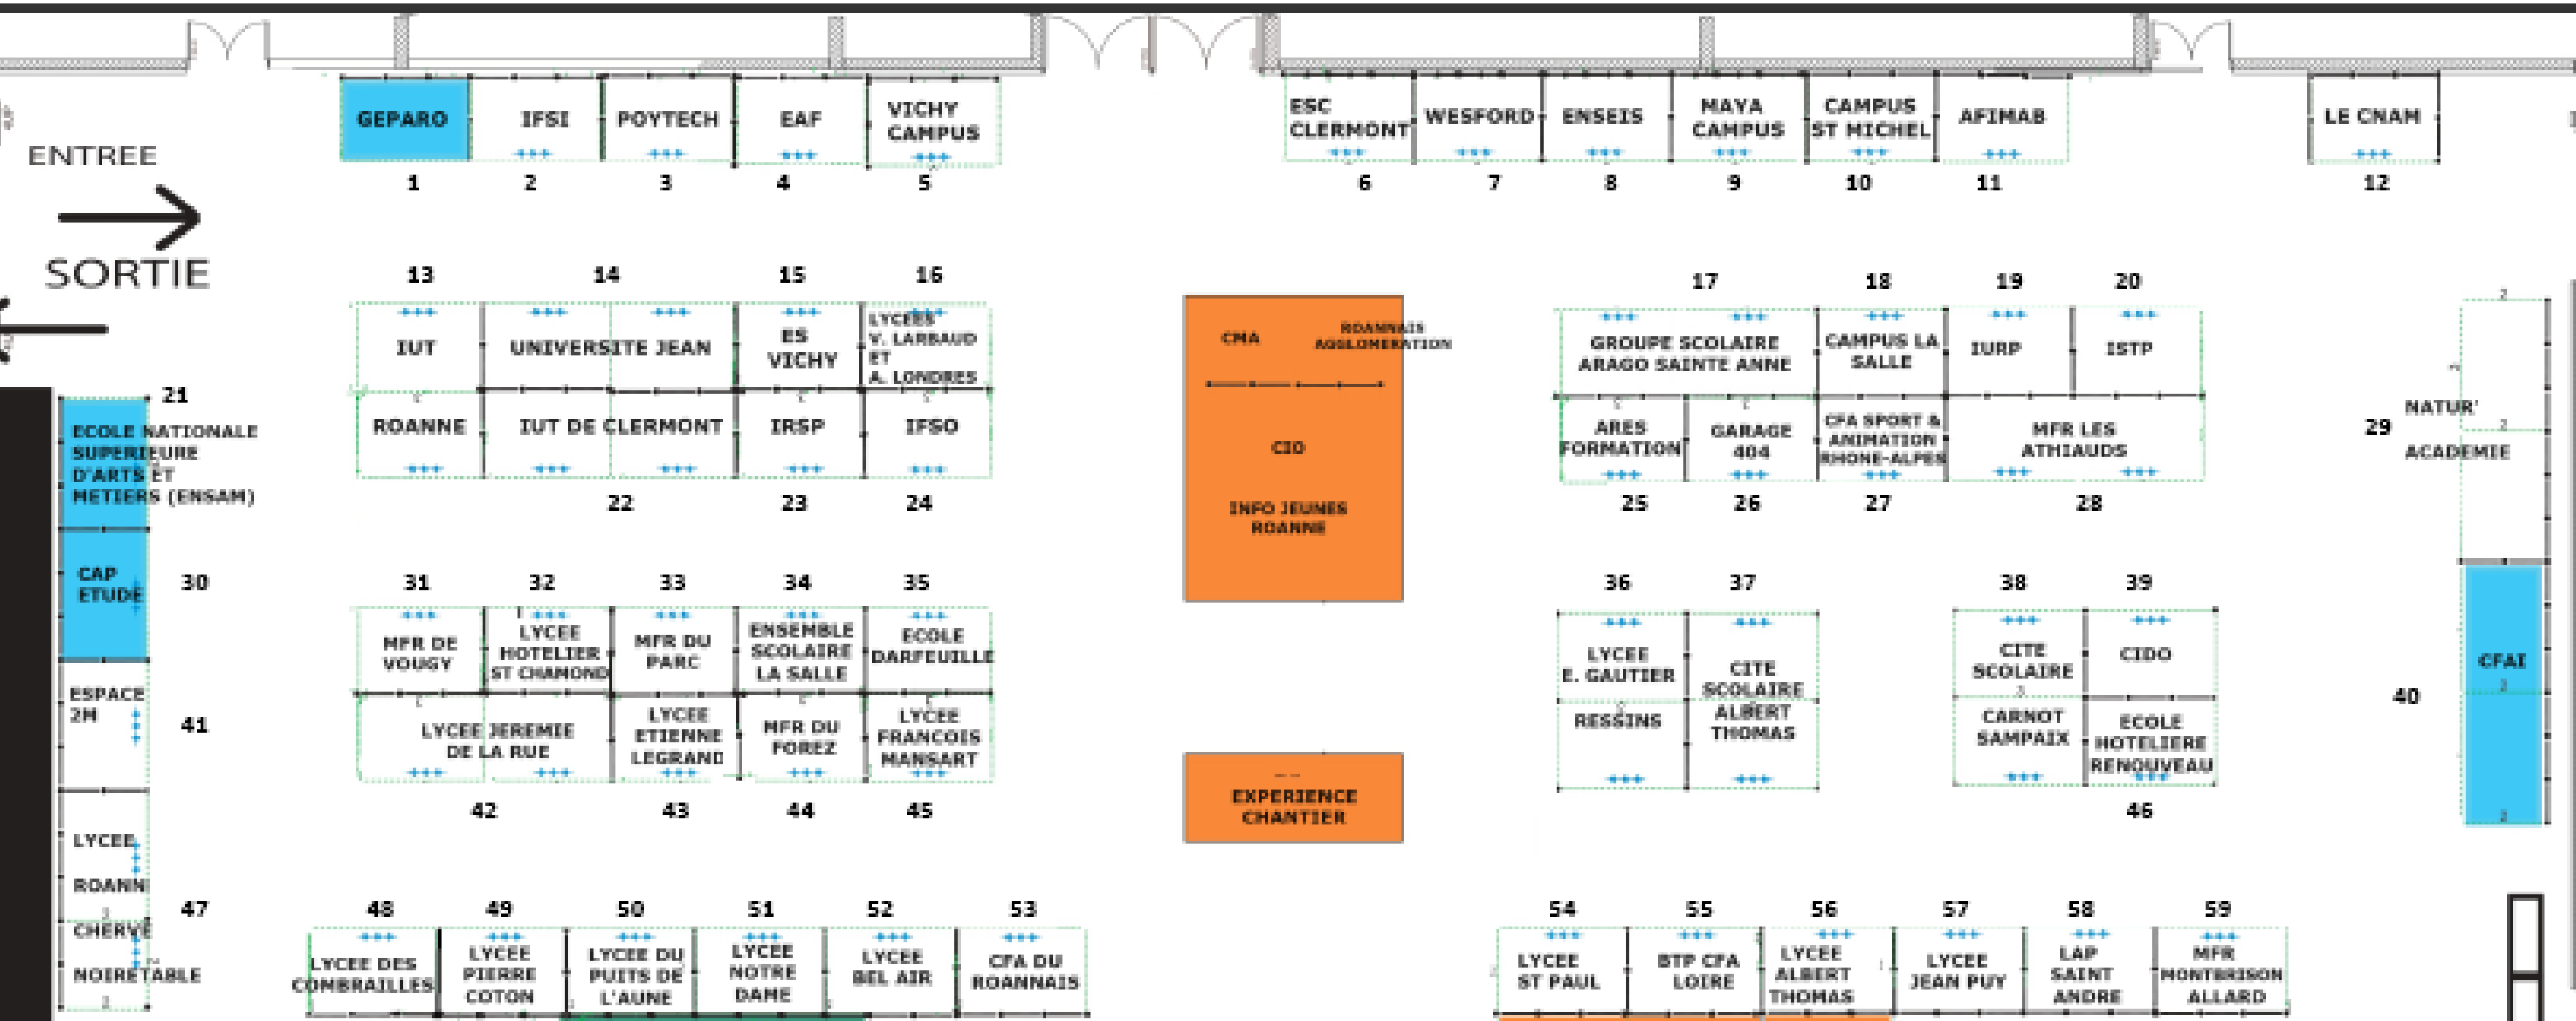 GEPARO
IFSI
POYTECH
EAF
VICHY
CAMPUS
ESC
CLERMONT
WESFORD
ENSEIS
MAYA
CAMPUS
CAMPUS
ST MICHEL
AFIMAB
LE CNAM
ENTREE
1
2
3
4
5
6
7
8
9
10
11
12
SORTIE
13
14
15
16
17
18
19
20
IUT
UNIVERSITE JEAN
ES
VICHY
LYCEES
V. LARBAUD
ET
A. LONDRES
CMA
ROANNAIS
AGGLOMERATION
GROUPE SCOLAIRE
ARAGO SAINTE ANNE
CAMPUS LA
SALLE
IURP
ISTP
21
ECOLE NATIONALE
SUPERIEURE
D'ARTS ET
METIERS (ENSAM)
ROANNE
IUT DE CLERMONT
IRSP
IFSO
CIO
INFO JEUNES
ROANNE
ARES
FORMATION
GARAGE
404
CFA SPORT &
ANIMATION
RHONE-ALPES
MFR LES
ATHIAUDS
29
NATUR'
ACADEMIE
22
23
24
25
26
27
28
CAP
ETUDE
30
31
32
33
34
35
36
37
38
39
MFR DE
VOUGY
LYCEE
HOTELIER
ST CHAMOND
MFR DU
PARC
ENSEMBLE
SCOLAIRE
LA SALLE
ECOLE
DARFEUILLE
LYCEE
E. GAUTIER
CITE
SCOLAIRE
CITE
SCOLAIRE
CIDO
CFAI
40
ESPACE
2M
41
LYCEE JEREMIE
DE LA RUE
LYCEE
ETIENNE
LEGRAND
MFR DU
FOREZ
LYCEE
FRANCOIS
MANSART
RESSINS
ALBERT
THOMAS
CARNOT
SAMPAIX
ECOLE
HOTELIERE
RENOUVEAU
EXPERIENCE
CHANTIER
42
43
44
45
46
LYCEE
ROANN
CHERVE
NOIRETABLE
47
48
49
50
51
52
53
54
55
56
57
58
59
LYCEE DES
COMBRAILLES
LYCEE
PIERRE
COTON
LYCEE DU
PUITS DE
L'AUNE
LYCEE
NOTRE
DAME
LYCEE
BEL AIR
CFA DU
ROANNAIS
LYCEE
ST PAUL
BTP CFA
LOIRE
LYCEE
ALBERT
THOMAS
LYCEE
JEAN PUY
LAP
SAINT
ANDRE
MFR
MONTBRISON
ALLARD